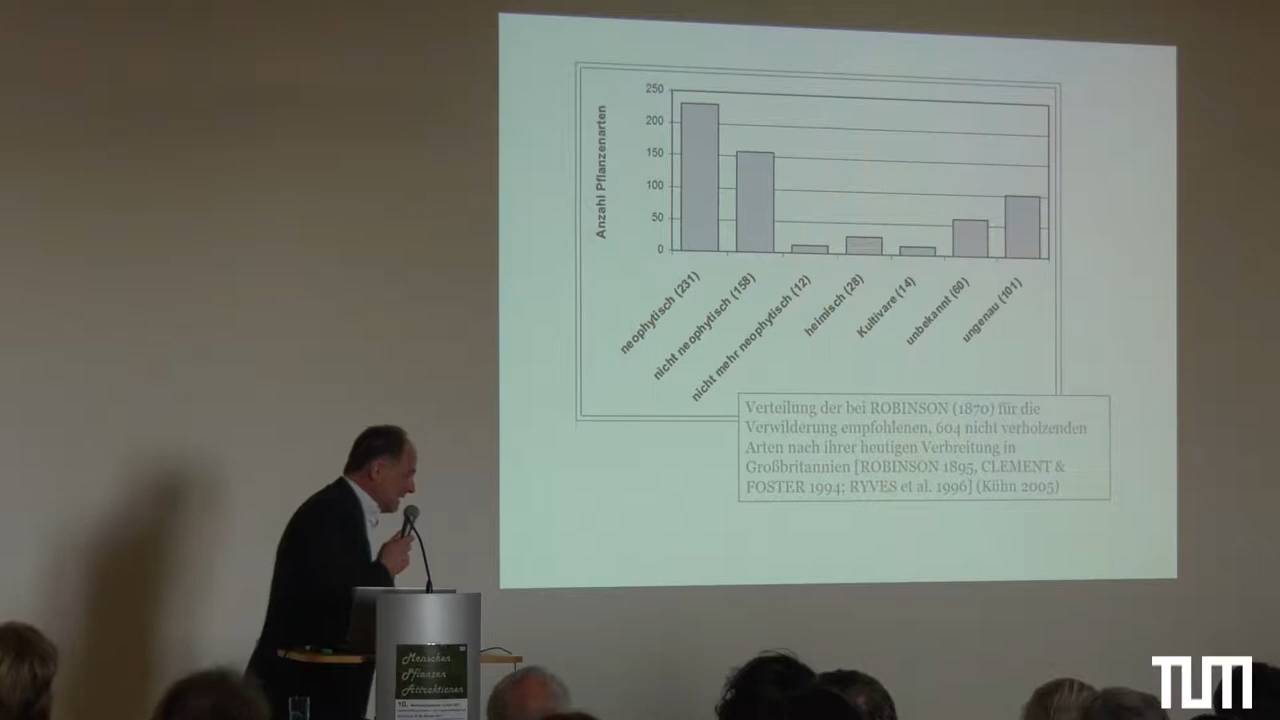 250
200
150
100
50
0
Anzahl Pflanzenarten
neophytisch (231)
nicht neophytisch (158)
nicht mehr neophytisch (12)
heimisch (28)
Kultivare (14)
unbekannt (60)
ungenau (101)
Verteilung der bei ROBINSON (1870) für die
Verwilderung empfohlenen, 604 nicht verholzenden
Arten nach ihrer heutigen Verbreitung in
Großbritannien [ROBINSON 1895, CLEMENT &
FOSTER 1994; RYVES et al. 1996] (Kühn 2005)
Menschen
Pflanzen
Attraktionen
10.
TUM